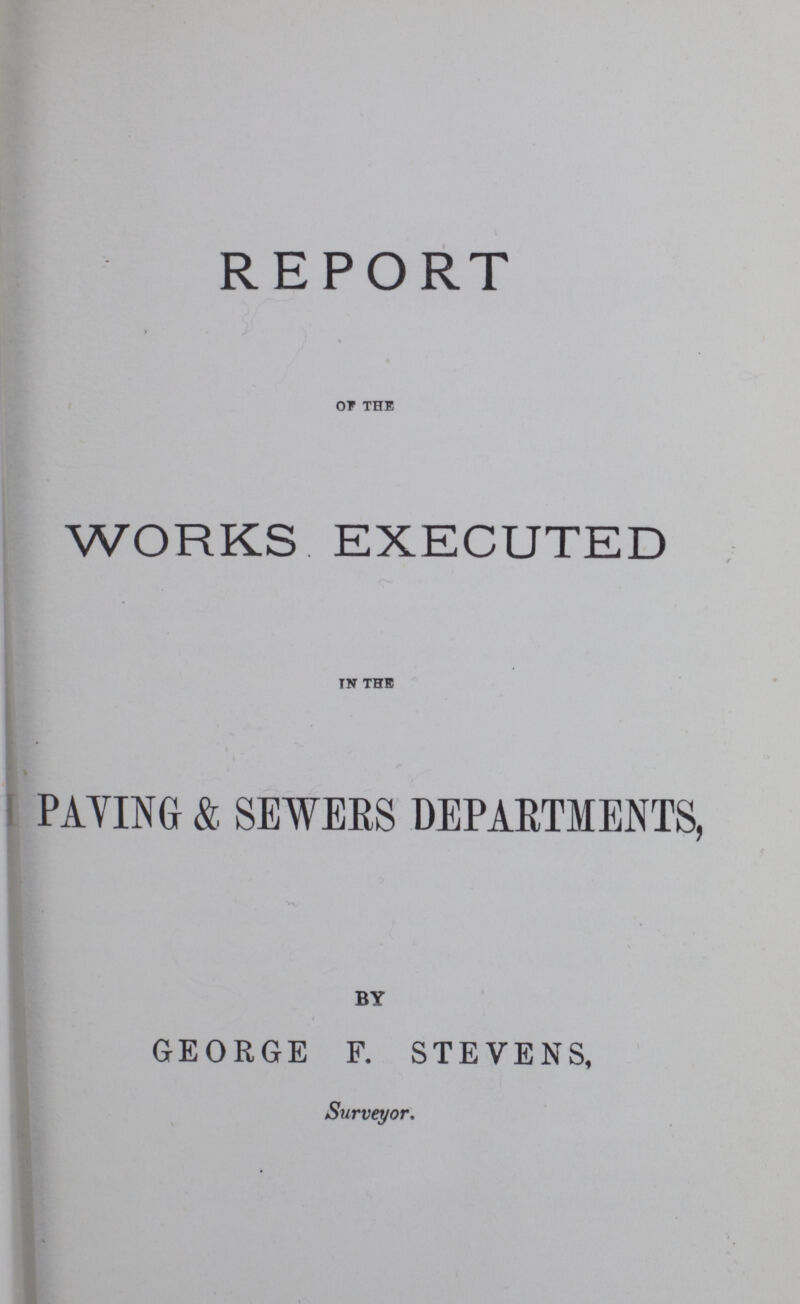 REPORT
OF THE
WORKS EXECUTED
IN THE
PAVING & SEWERS DEPARTMENTS,
BY
GEORGE F. STEVENS,
Surveyor.